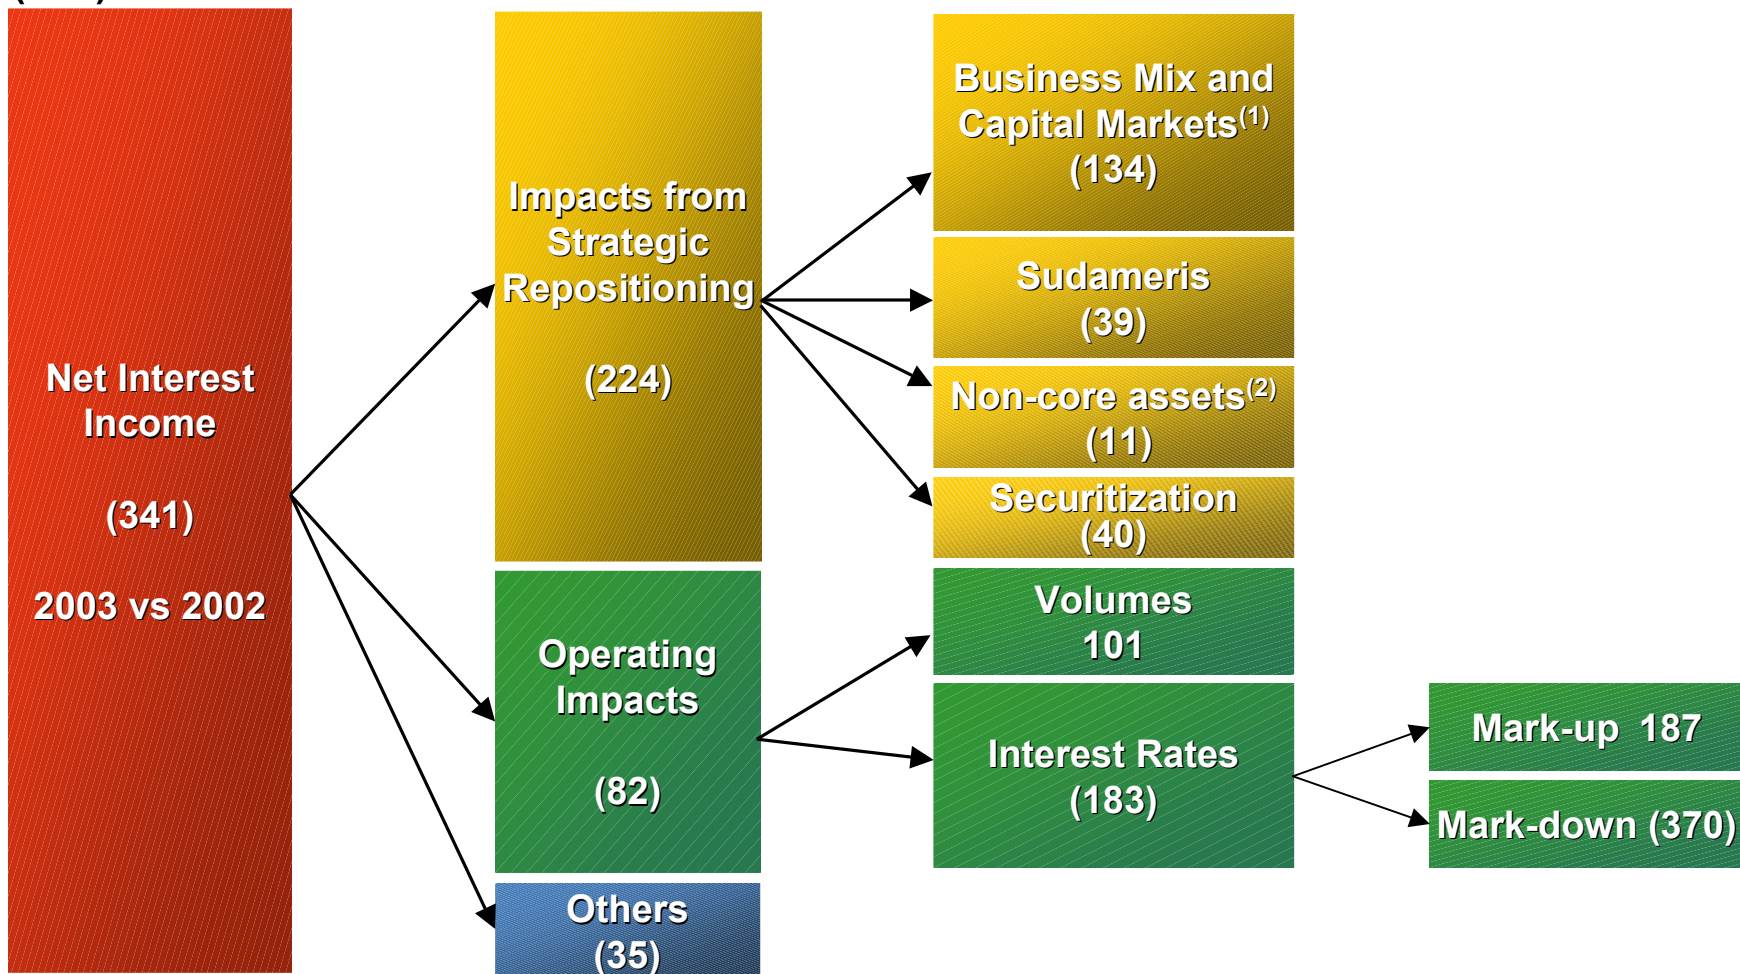 Net Interest
Income
(341)
2003 vs 2002
Impacts from
Strategic
Repositioning
(224)
Operating
Impacts
(82)
Others
(35)
Business Mix and
Capital Markets(1)
(134)
Sudameris
(39)
Non-core assets(2)
(11)
Securitization
(40)
Volumes
101
Interest Rates
(183)
Mark-up 187
Mark-down (370)